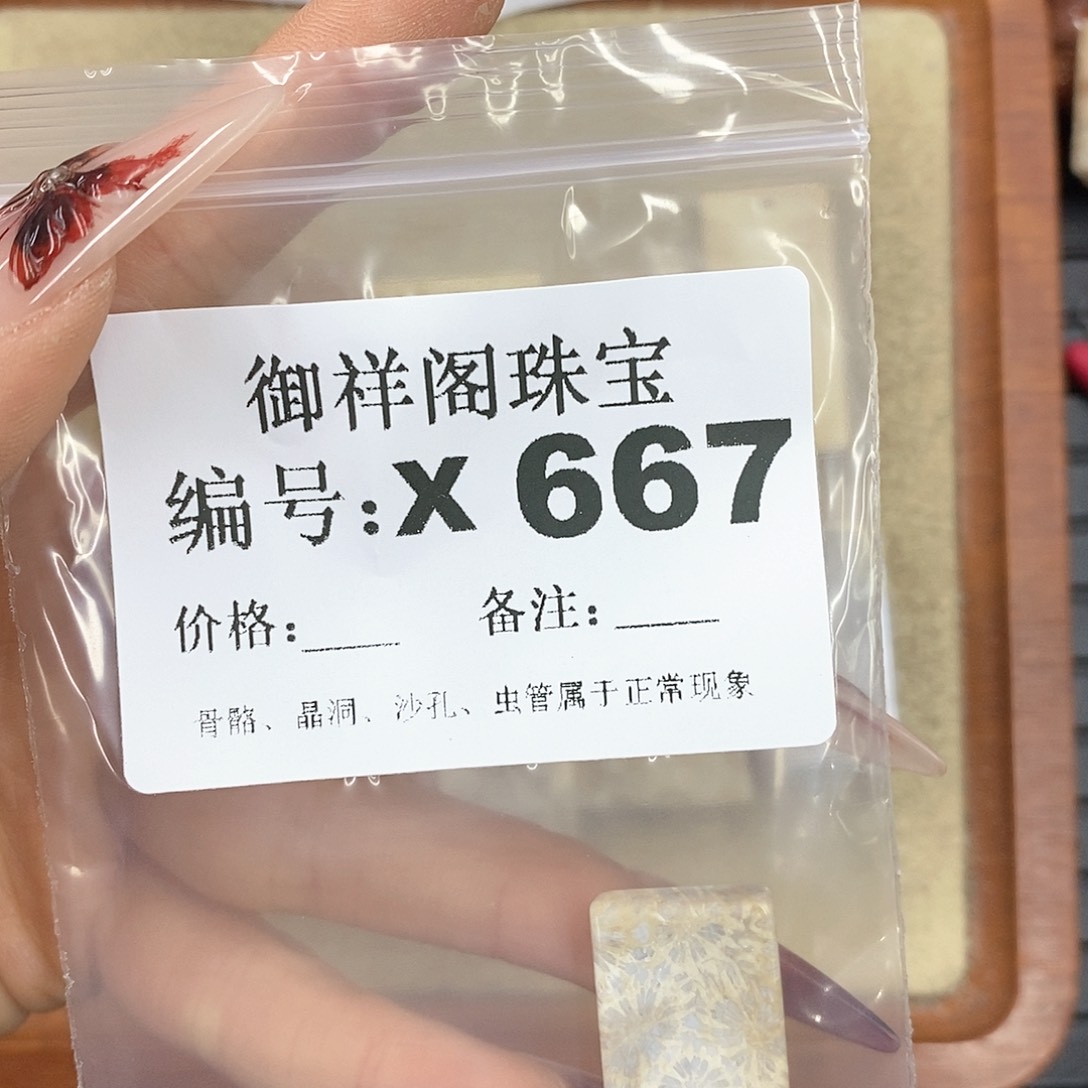 御祥阁珠宝
编号:X 667
价格:____ 备注:____
骨骼、晶洞、沙孔、虫管属于正常现象